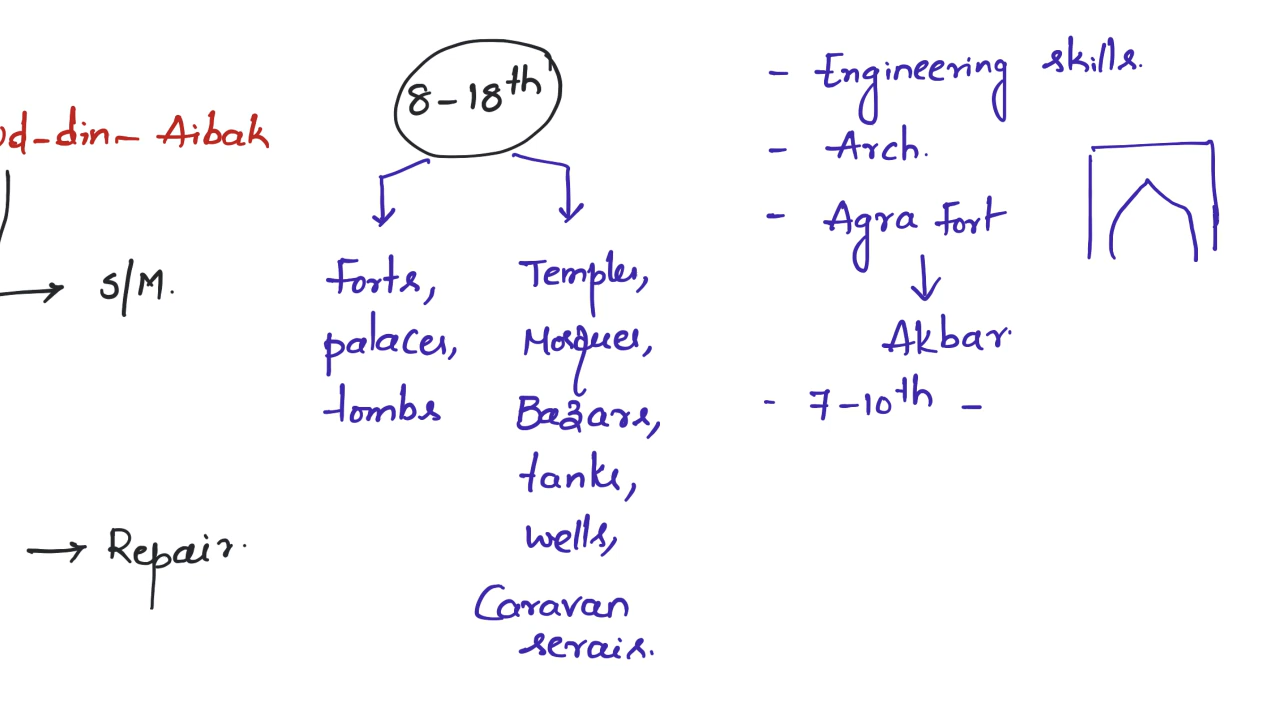 ud-din- Aibak
→ S/M.
→ Repair.
8-18th
Forts,
palaces,
tombs
Temples,
Mosques,
Bazars,
tanks,
wells,
Caravan
serais.
- Engineering skills.
- Arch.
- Agra Fort
↓
Akbar.
- 7-10th -